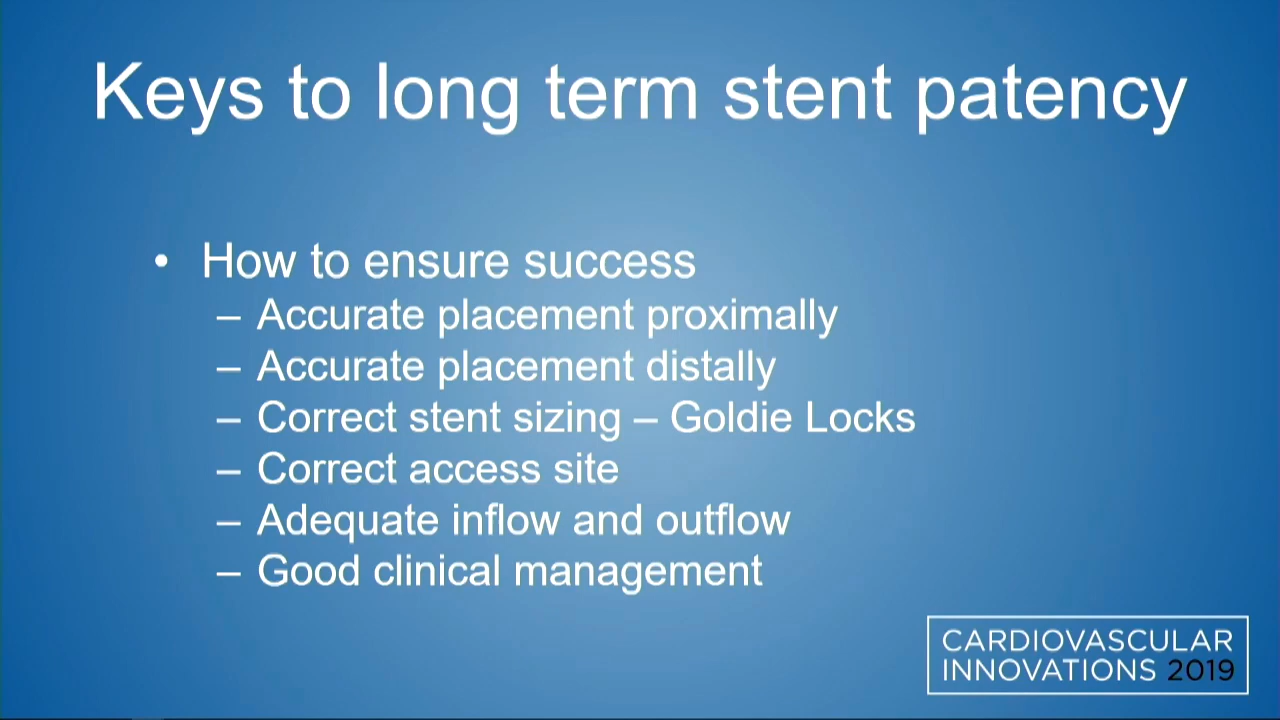 Keys to long term stent patency
• How to ensure success
– Accurate placement proximally
– Accurate placement distally
– Correct stent sizing – Goldie Locks
– Correct access site
– Adequate inflow and outflow
– Good clinical management
CARDIOVASCULAR
INNOVATIONS 2019